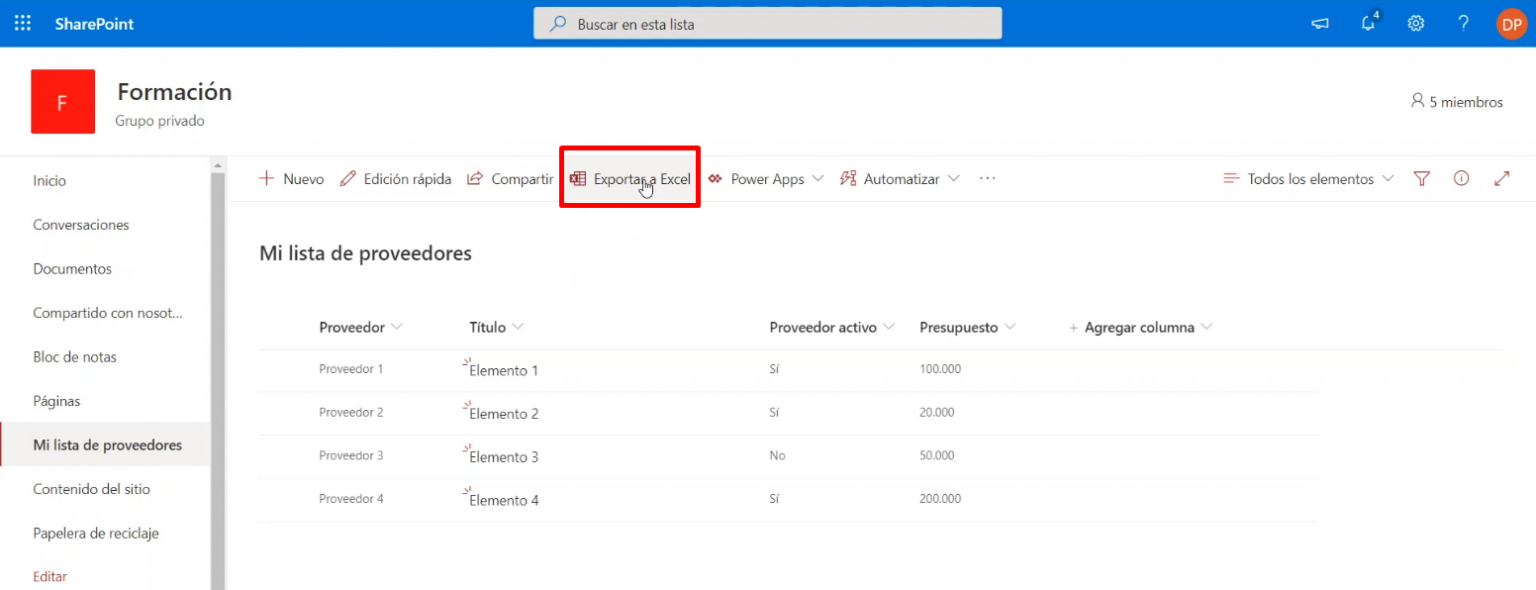 SharePoint
Buscar en esta lista
4
?
DP
F
Formación
Grupo privado
5 miembros
Inicio
Conversaciones
Documentos
Compartido con nosot...
Bloc de notas
Páginas
Mi lista de proveedores
Contenido del sitio
Papelera de reciclaje
Editar
+ Nuevo Edición rápida Compartir Exportar a Excel Power Apps Automatizar ... Todos los elementos
Mi lista de proveedores
Proveedor Título Proveedor activo Presupuesto + Agregar columna
Proveedor 1 Elemento 1 Sí 100.000
Proveedor 2 Elemento 2 Sí 20.000
Proveedor 3 Elemento 3 No 50.000
Proveedor 4 Elemento 4 Sí 200.000